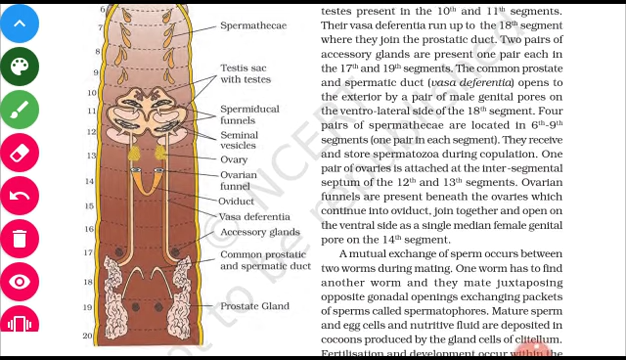 6
7
8
9
10
11
12
13
14
15
16
17
18
19
20
Spermathecae
Testis sac
with testes
Spermiducal
funnels
Seminal
vesicles
Ovary
Ovarian
funnel
Oviduct
Vasa deferentia
Accessory glands
Common prostatic
and spermatic duct
Prostate Gland
testes present in the 10th and 11th segments.
Their vasa deferentia run up to the 18th segment
where they join the prostatic duct. Two pairs of
accessory glands are present one pair each in
the 17th and 19th segments. The common prostate
and spermatic duct (vasa deferentia) opens to
the exterior by a pair of male genital pores on
the ventro-lateral side of the 18th segment. Four
pairs of spermathecae are located in 6th-9th
segments (one pair in each segment). They receive
and store spermatozoa during copulation. One
pair of ovaries is attached at the inter-segmental
septum of the 12th and 13th segments. Ovarian
funnels are present beneath the ovaries which
continue into oviduct, join together and open on
the ventral side as a single median female genital
pore on the 14th segment.
A mutual exchange of sperm occurs between
two worms during mating. One worm has to find
another worm and they mate juxtaposing
opposite gonadal openings exchanging packets
of sperms called spermatophores. Mature sperm
and egg cells and nutritive fluid are deposited in
cocoons produced by the gland cells of clitellum.
Fertilisation and development occur within the
© NCERT
not to be republished